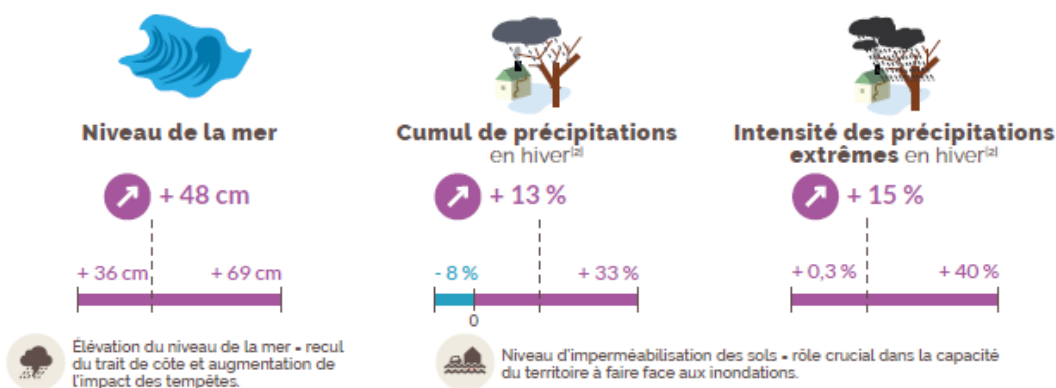 Niveau de la mer
+ 48 cm
+ 36 cm
+ 69 cm
Élévation du niveau de la mer = recul
du trait de côte et augmentation de
l'impact des tempêtes.
Cumul de précipitations
en hiver[2]
+ 13 %
- 8 %
+ 33 %
0
Intensité des précipitations
extrêmes en hiver[2]
+ 15 %
+ 0,3 %
+ 40 %
Niveau d'imperméabilisation des sols = rôle crucial dans la capacité
du territoire à faire face aux inondations.